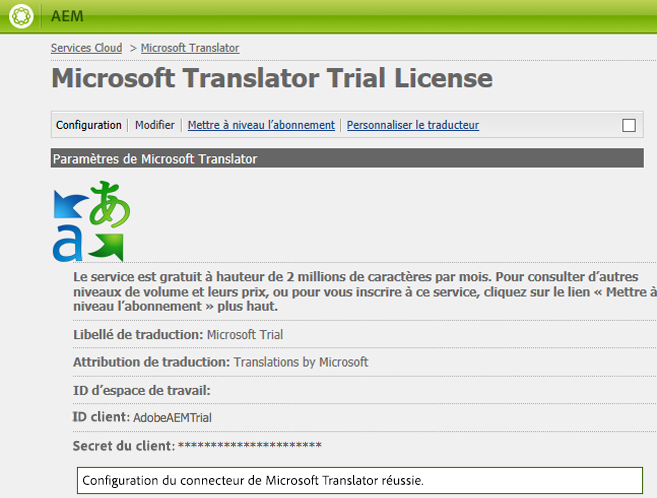 AEM
Services Cloud > Microsoft Translator
Microsoft Translator Trial License
Configuration | Modifier | Mettre à niveau l’abonnement | Personnaliser le traducteur
Paramètres de Microsoft Translator
あ
a
Le service est gratuit à hauteur de 2 millions de caractères par mois. Pour consulter d’autres
niveaux de volume et leurs prix, ou pour vous inscrire à ce service, cliquez sur le lien « Mettre à
niveau l’abonnement » plus haut.
Libellé de traduction: Microsoft Trial
Attribution de traduction: Translations by Microsoft
ID d’espace de travail:
ID client: AdobeAEMTrial
Secret du client: **********************
Configuration du connecteur de Microsoft Translator réussie.